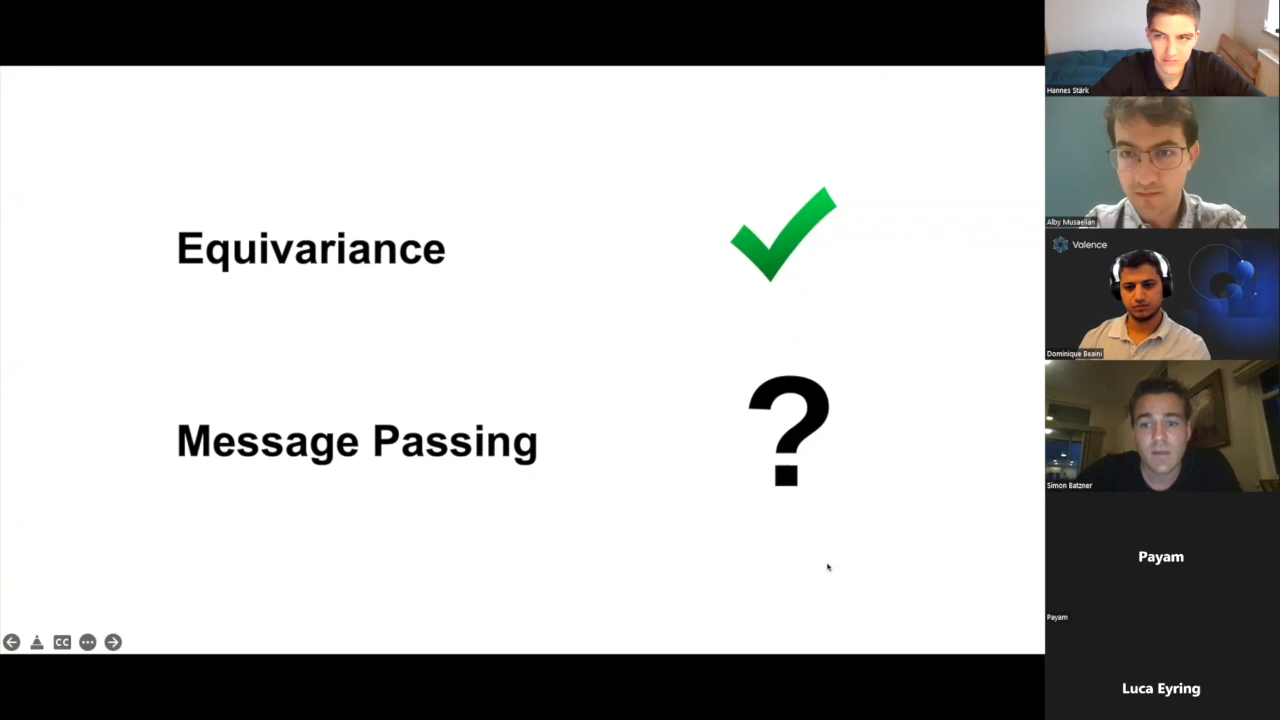 Equivariance
Message Passing
?
CC
Hannes Stärk
Alby Musaelian
Valence
Dominique Beaini
Simon Batzner
Payam
Payam
Luca Eyring